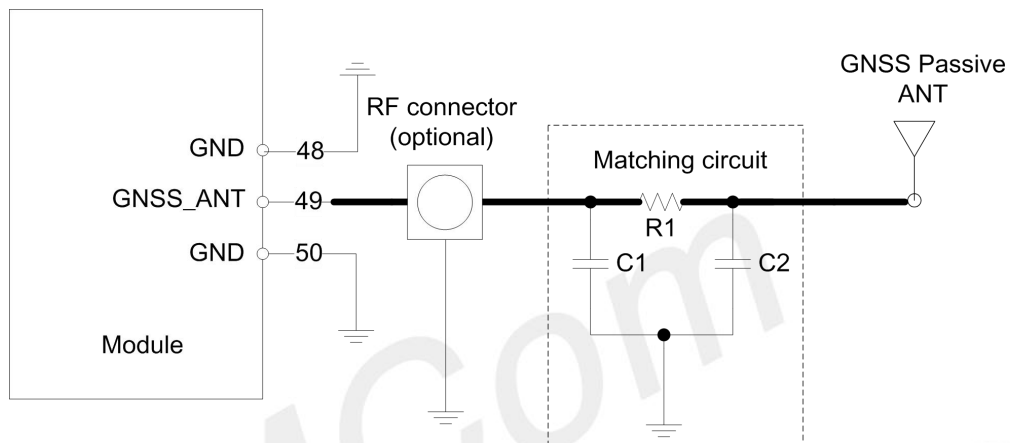 GNSS Passive
ANT
RF connector
(optional)
Matching circuit
GND
48
GNSS_ANT
49
R1
GND
50
C1
C2
Module